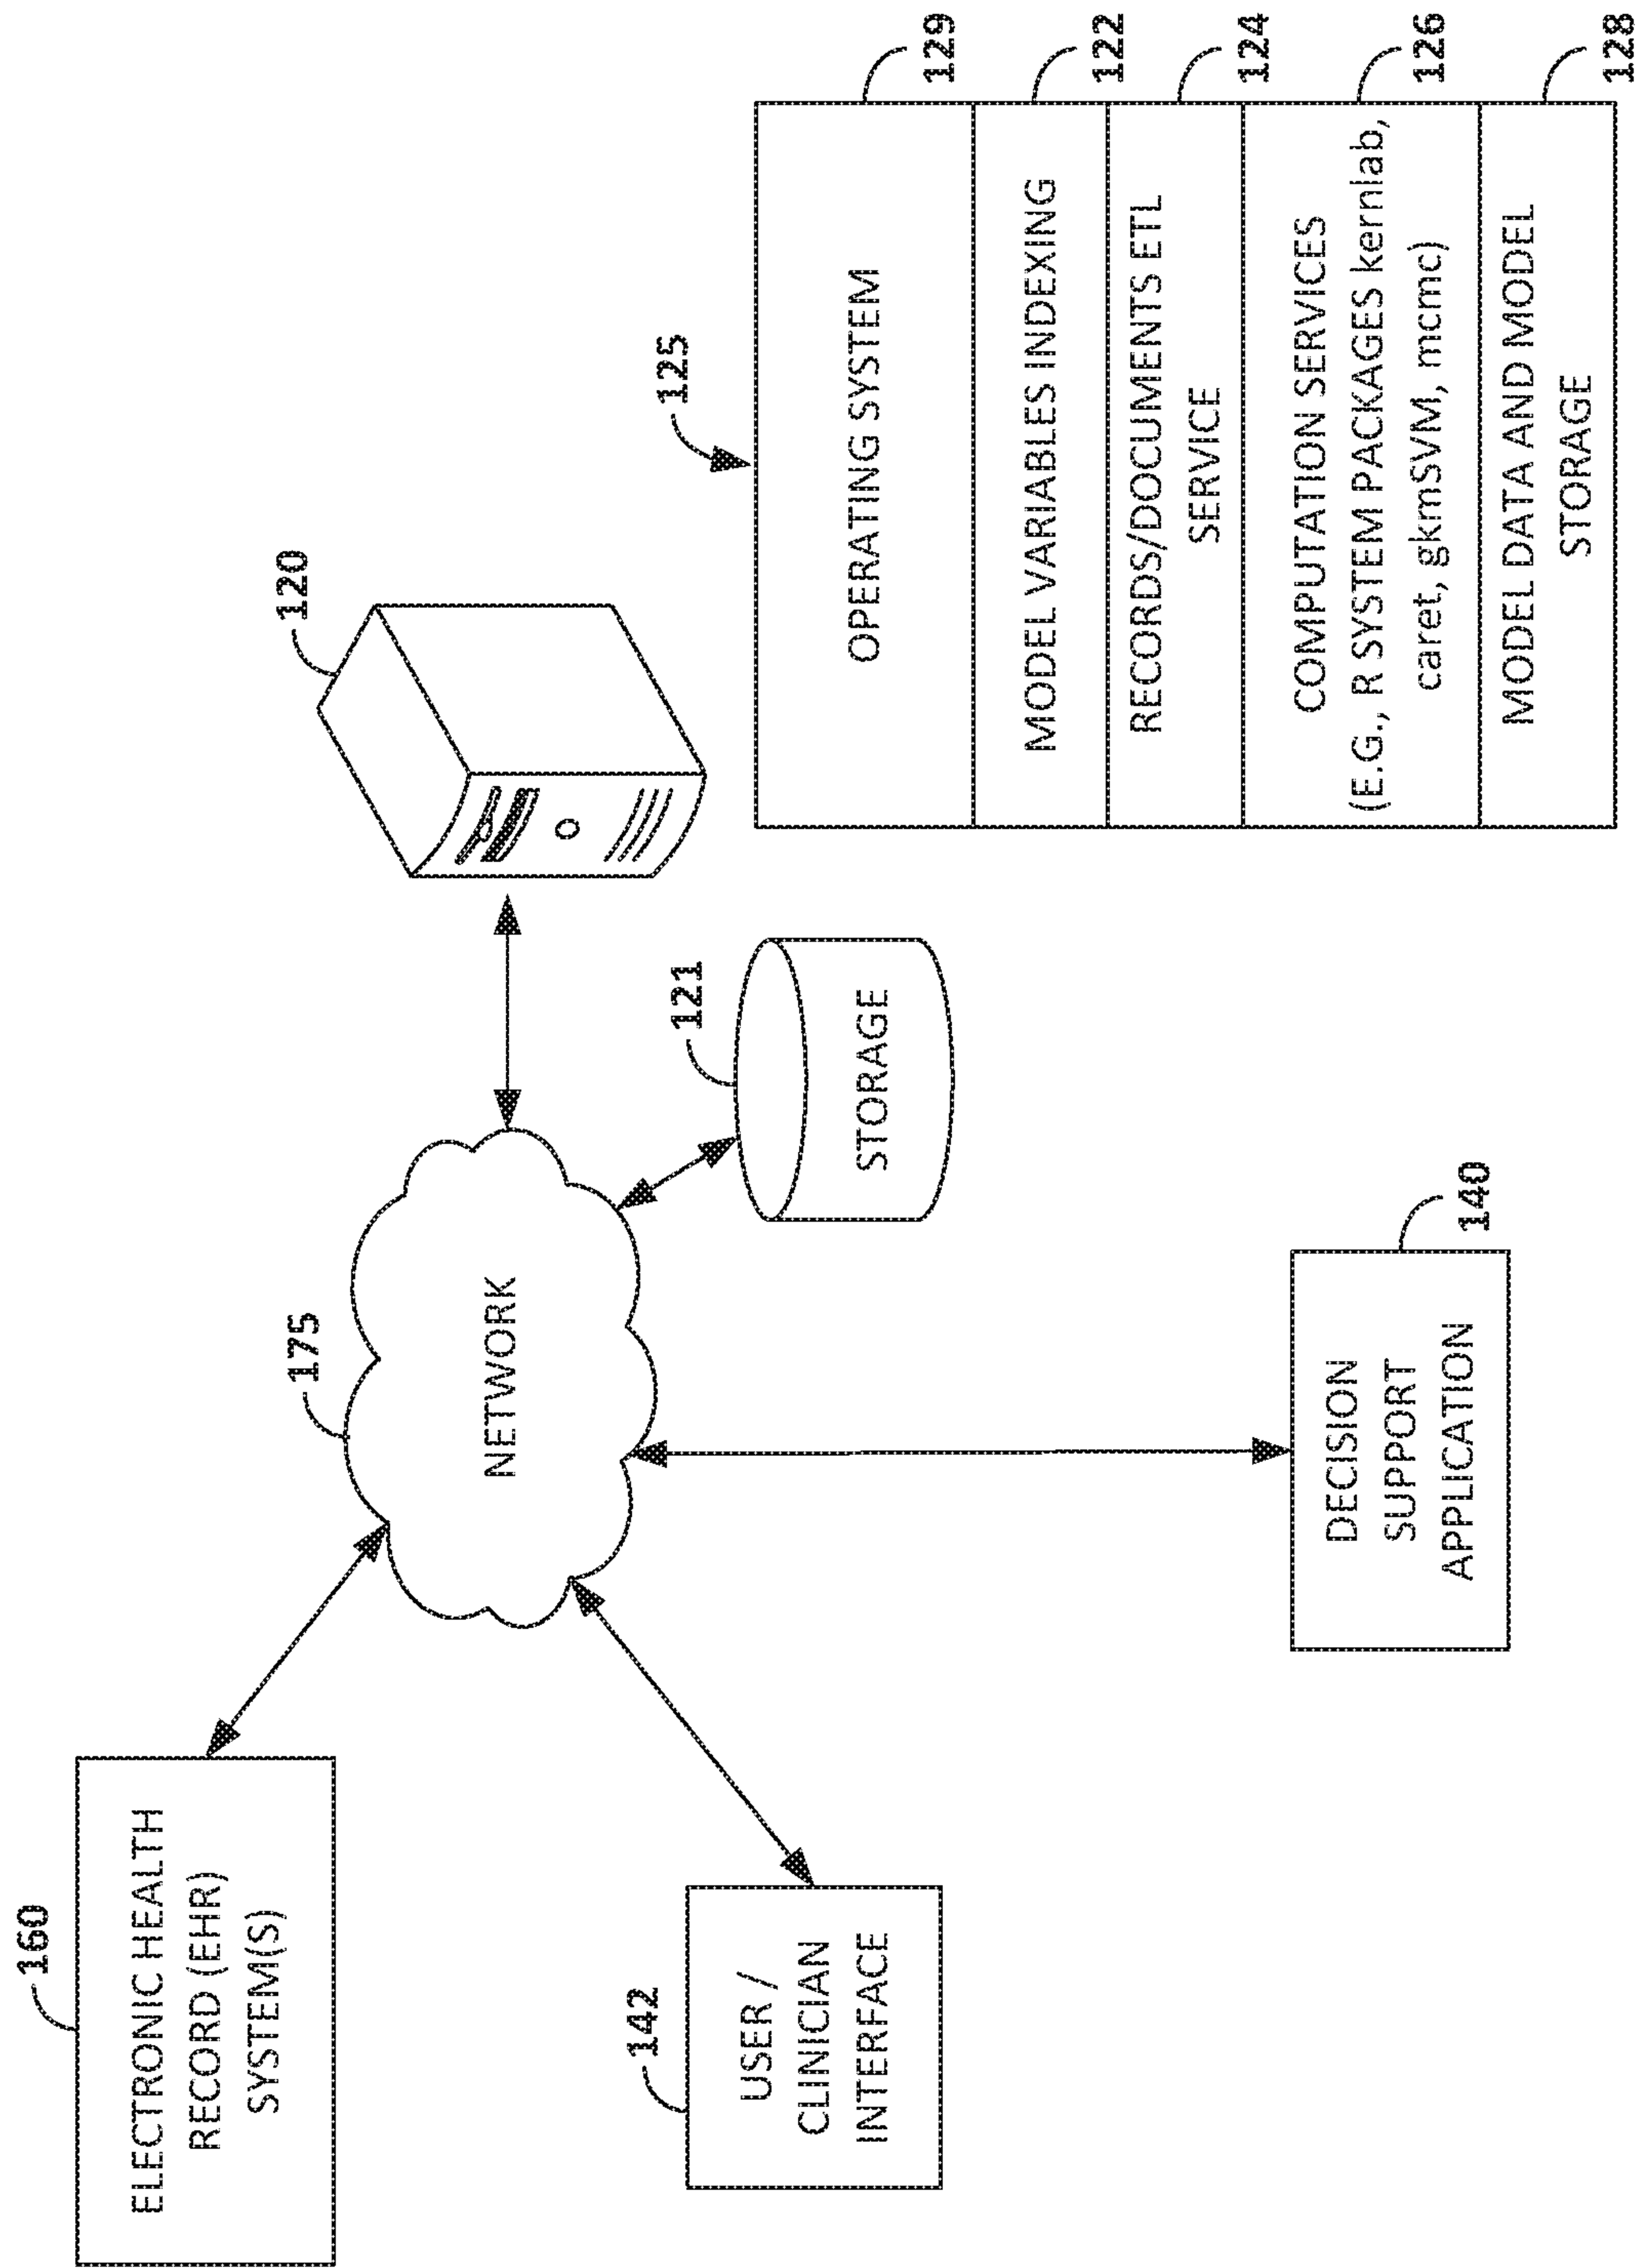 160
ELECTRONIC HEALTH
RECORD (EHR)
SYSTEM(S)
142
USER /
CLINICIAN
INTERFACE
175
NETWORK
140
DECISION
SUPPORT
APPLICATION
121
STORAGE
120
125
OPERATING SYSTEM
129
MODEL VARIABLES INDEXING
122
RECORDS/DOCUMENTS ETL
SERVICE
124
COMPUTATION SERVICES
(E.G., R SYSTEM PACKAGES kernlab,
caret, gkmSVM, mcmc)
126
MODEL DATA AND MODEL
STORAGE
128